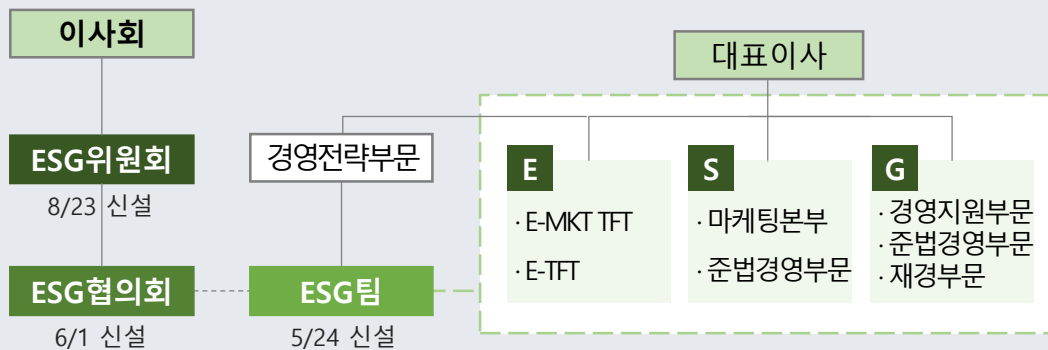 이사회
ESG위원회
8/23 신설
ESG협의회
6/1 신설
대표이사
경영전략부문
ESG팀
5/24 신설
E
· E-MKT TFT
· E-TFT
S
· 마케팅본부
· 준법경영부문
G
· 경영지원부문
· 준법경영부문
· 재경부문